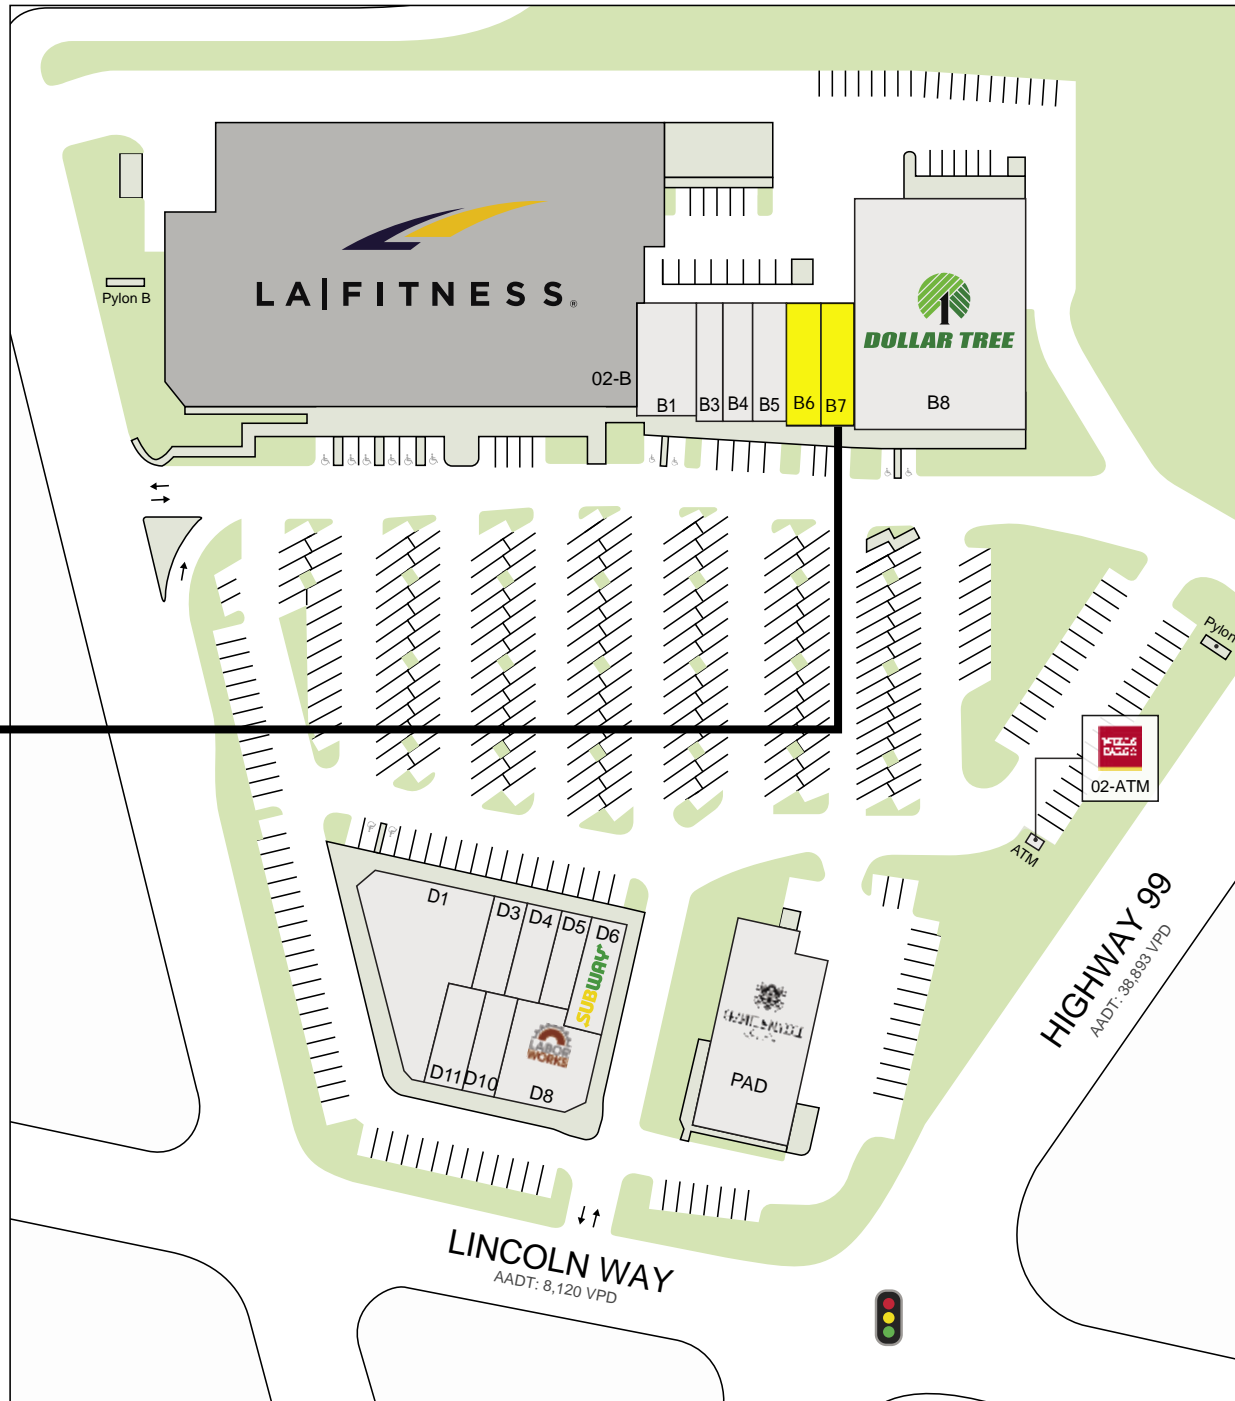 Pylon B
LA|FITNESS®
02-B
B1
B3
B4
B5
B6
B7
DOLLAR TREE
B8
Pylon
02-ATM
ATM
D1
D3
D4
D5
D6
SUBWAY
LABOR
WORKS
D11
D10
D8
PAD
HIGHWAY 99
AADT: 38,893 VPD
LINCOLN WAY
AADT: 8,120 VPD